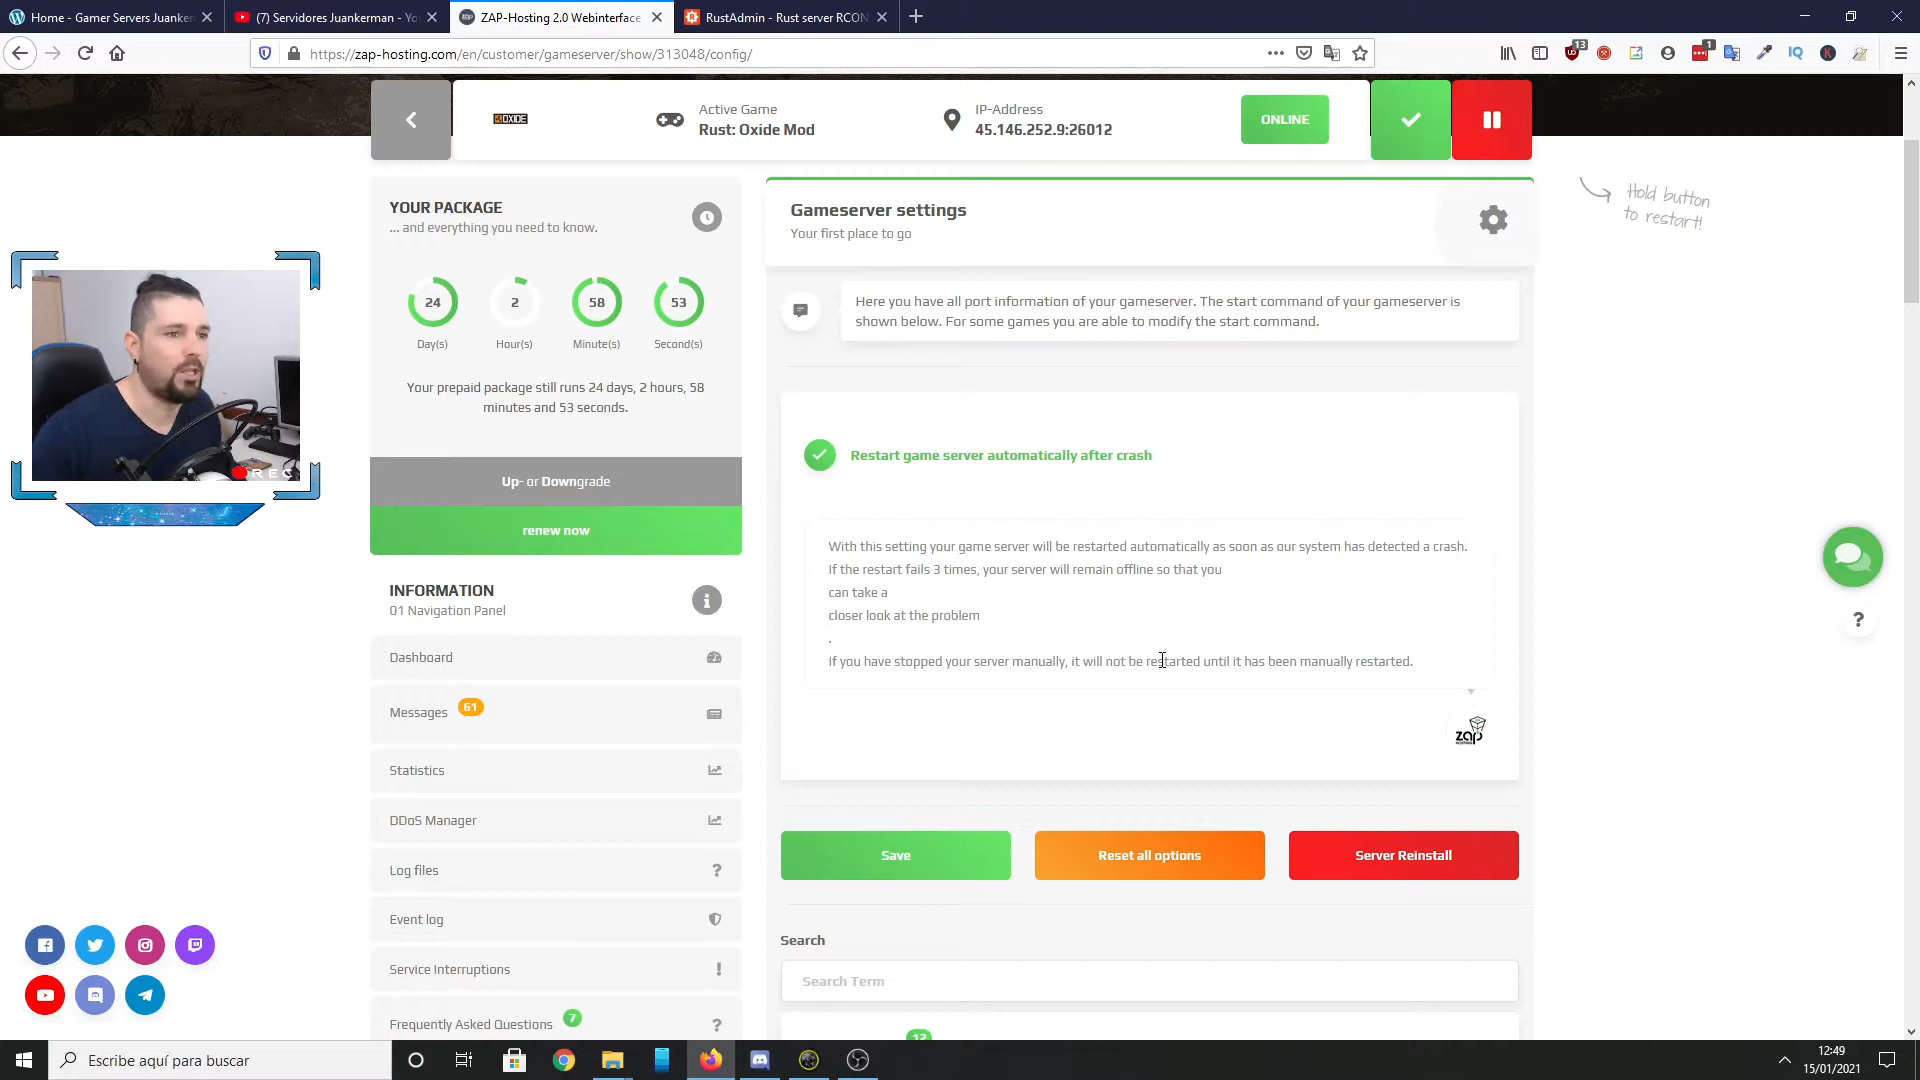 Home - Gamer Servers Juanker
(7) Servidores Juankerman - Yo
ZAP-Hosting 2.0 Webinterface
RustAdmin - Rust server RCON
https://zap-hosting.com/en/customer/gameserver/show/313048/config/
13
1
IQ
K
OXIDE
Active Game
Rust: Oxide Mod
IP-Address
45.146.252.9:26012
ONLINE
Hold button
to restart!
YOUR PACKAGE
... and everything you need to know.
24
2
58
53
Day(s)
Hour(s)
Minute(s)
Second(s)
Your prepaid package still runs 24 days, 2 hours, 58
minutes and 53 seconds.
Up- or Downgrade
renew now
INFORMATION
01 Navigation Panel
Dashboard
Messages
61
Statistics
DDoS Manager
Log files
Event log
Service Interruptions
Frequently Asked Questions
7
REC
Gameserver settings
Your first place to go
Here you have all port information of your gameserver. The start command of your gameserver is
shown below. For some games you are able to modify the start command.
Restart game server automatically after crash
With this setting your game server will be restarted automatically as soon as our system has detected a crash.
If the restart fails 3 times, your server will remain offline so that you
can take a
closer look at the problem
.
If you have stopped your server manually, it will not be restarted until it has been manually restarted.
zap
HOSTING
Save
Reset all options
Server Reinstall
Search
Search Term
12
Escribe aquí para buscar
12:49
15/01/2021